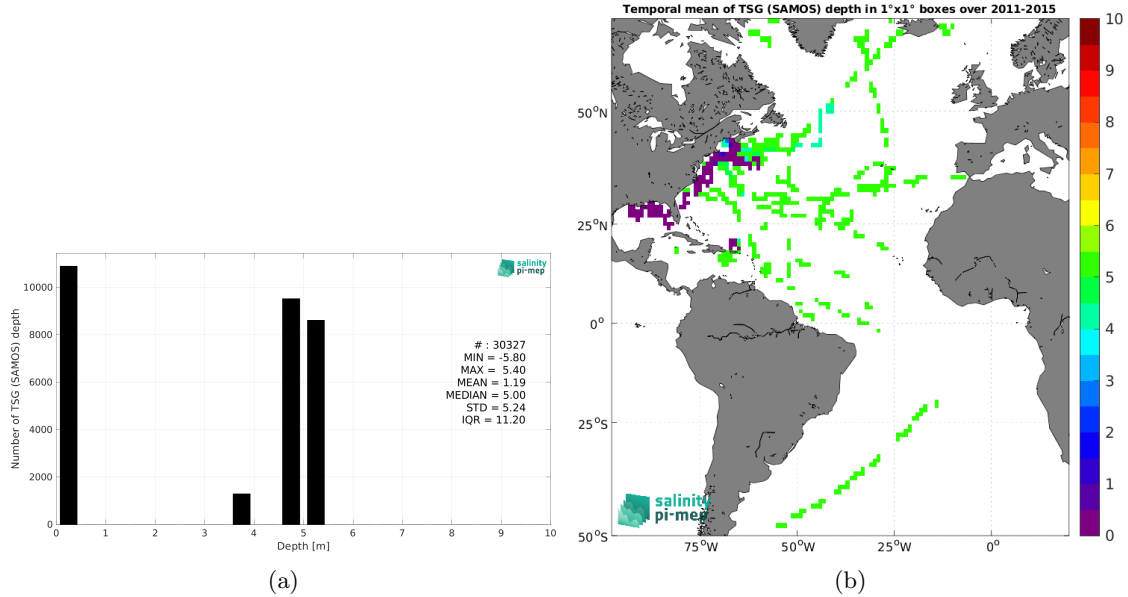 Temporal mean of TSG (SAMOS) depth in 1°x1° boxes over 2011-2015
salinity
pi-mep
# : 30327
MIN = -5.80
MAX = 5.40
MEAN = 1.19
MEDIAN = 5.00
STD = 5.24
IQR = 11.20
Number of TSG (SAMOS) depth
10000
8000
6000
4000
2000
0
0 1 2 3 4 5 6 7 8 9 10
Depth [m]
(a)
50°N
25°N
0°
25°S
50°S
75°W 50°W 25°W 0°
salinity
pi-mep
10
9
8
7
6
5
4
3
2
1
0
(b)